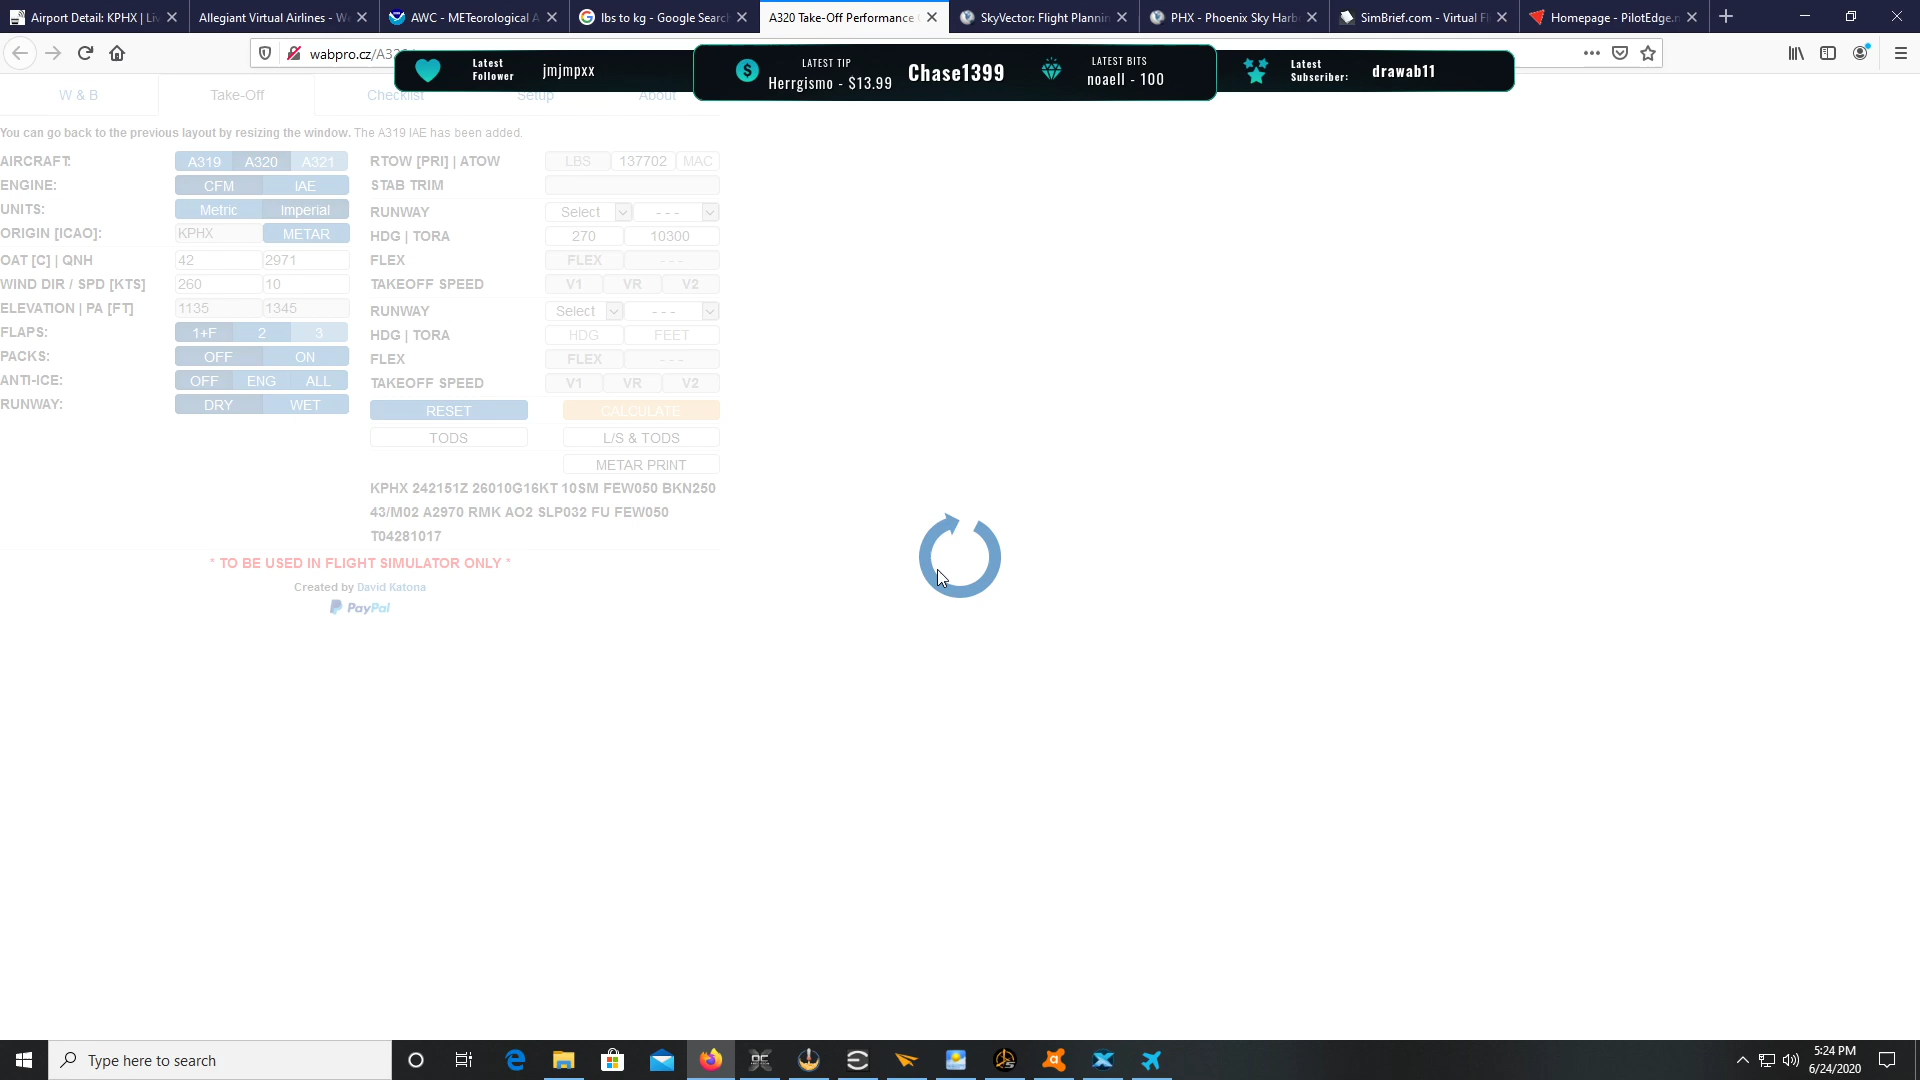 Airport Detail: KPHX | Li
Allegiant Virtual Airlines - W
AWC - METeorological A
lbs to kg - Google Search
A320 Take-Off Performance
SkyVector: Flight Plannin
PHX - Phoenix Sky Harb
SimBrief.com - Virtual Fl
Homepage - PilotEdge.n
wabpro.cz/A32
Latest
Follower
jmjmpxx
LATEST TIP
Herrgismo - $13.99
Chase1399
LATEST BITS
noaell - 100
Latest
Subscriber:
drawab11
W & B
Take-Off
Checklist
Setup
About
You can go back to the previous layout by resizing the window. The A319 IAE has been added.
AIRCRAFT: A319 A320 A321
RTOW [PRI] | ATOW LBS 137702 MAC
ENGINE: CFM IAE
STAB TRIM
UNITS: Metric Imperial
RUNWAY Select - - -
ORIGIN [ICAO]: KPHX METAR
HDG | TORA 270 10300
OAT [C] | QNH 42 2971
FLEX FLEX - - -
WIND DIR / SPD [KTS] 260 10
TAKEOFF SPEED V1 VR V2
ELEVATION | PA [FT] 1135 1345
RUNWAY Select - - -
FLAPS: 1+F 2 3
HDG | TORA HDG FEET
PACKS: OFF ON
FLEX FLEX - - -
ANTI-ICE: OFF ENG ALL
TAKEOFF SPEED V1 VR V2
RUNWAY: DRY WET
RESET CALCULATE
TODS L/S & TODS
METAR PRINT
KPHX 242151Z 26010G16KT 10SM FEW050 BKN250
43/M02 A2970 RMK AO2 SLP032 FU FEW050
T04281017
* TO BE USED IN FLIGHT SIMULATOR ONLY *
Created by David Katona
PayPal
Type here to search
5:24 PM
6/24/2020